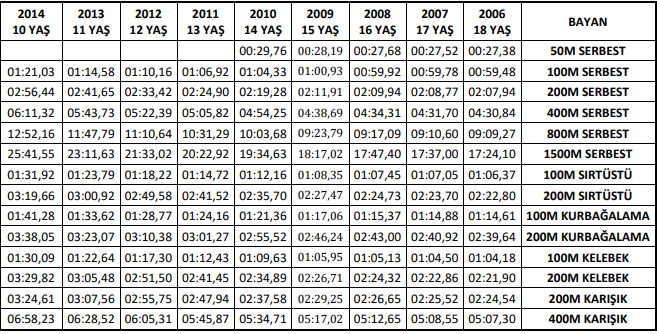 2014 2013 2012 2011 2010 2009 2008 2007 2006 BAYAN
10 YAŞ 11 YAŞ 12 YAŞ 13 YAŞ 14 YAŞ 15 YAŞ 16 YAŞ 17 YAŞ 18 YAŞ
00:29,76 00:28,19 00:27,68 00:27,52 00:27,38 50M SERBEST
01:21,03 01:14,58 01:10,16 01:06,92 01:04,33 01:00,93 00:59,92 00:59,78 00:59,48 100M SERBEST
02:56,44 02:41,65 02:33,42 02:24,90 02:19,28 02:11,91 02:09,94 02:08,77 02:07,94 200M SERBEST
06:11,32 05:43,73 05:22,39 05:05,82 04:54,25 04:38,69 04:34,31 04:31,70 04:30,84 400M SERBEST
12:52,16 11:47,79 11:10,64 10:31,29 10:03,68 09:23,79 09:17,09 09:10,60 09:09,27 800M SERBEST
25:41,55 23:11,63 21:33,02 20:22,92 19:34,63 18:17,02 17:47,40 17:37,00 17:24,10 1500M SERBEST
01:31,92 01:23,79 01:18,22 01:14,72 01:12,16 01:08,35 01:07,45 01:07,05 01:06,37 100M SIRTÜSTÜ
03:19,66 03:00,92 02:49,58 02:41,52 02:35,70 02:27,47 02:24,73 02:23,70 02:22,80 200M SIRTÜSTÜ
01:41,28 01:33,62 01:28,77 01:24,16 01:21,36 01:17,06 01:15,37 01:14,88 01:14,61 100M KURBAĞALAMA
03:38,05 03:23,07 03:10,38 03:01,27 02:55,52 02:46,24 02:43,00 02:40,92 02:39,64 200M KURBAĞALAMA
01:30,09 01:22,64 01:17,30 01:12,43 01:09,63 01:05,95 01:05,13 01:04,50 01:04,18 100M KELEBEK
03:29,82 03:05,48 02:51,50 02:41,45 02:34,89 02:26,71 02:24,32 02:22,86 02:21,90 200M KELEBEK
03:24,61 03:07,56 02:55,75 02:47,94 02:37,58 02:29,25 02:26,65 02:25,52 02:24,54 200M KARIŞIK
06:58,23 06:28,52 06:05,31 05:45,87 05:34,71 05:17,02 05:12,65 05:08,55 05:07,30 400M KARIŞIK